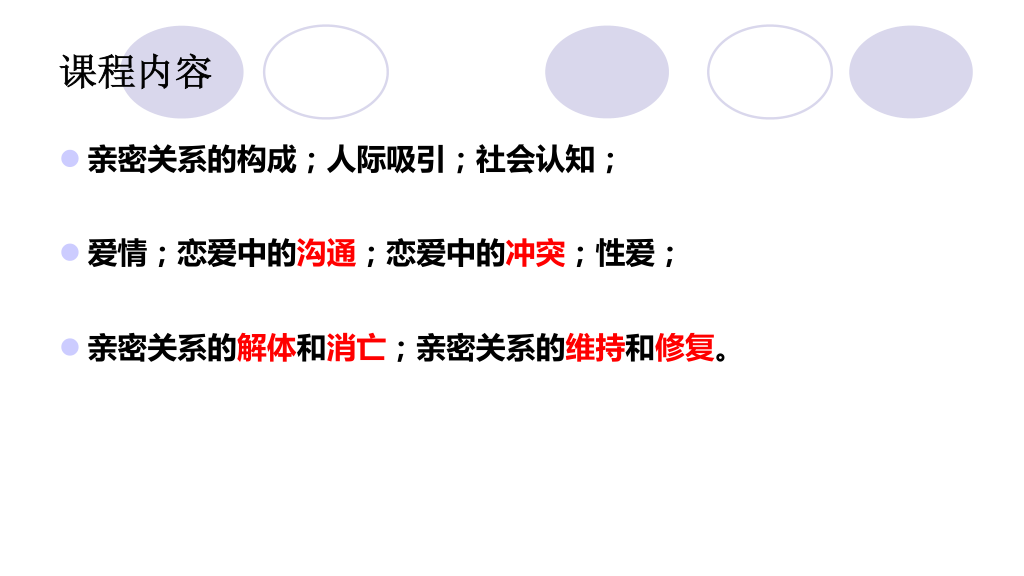 课程内容
亲密关系的构成；人际吸引；社会认知；
爱情；恋爱中的沟通；恋爱中的冲突；性爱；
亲密关系的解体和消亡；亲密关系的维持和修复。